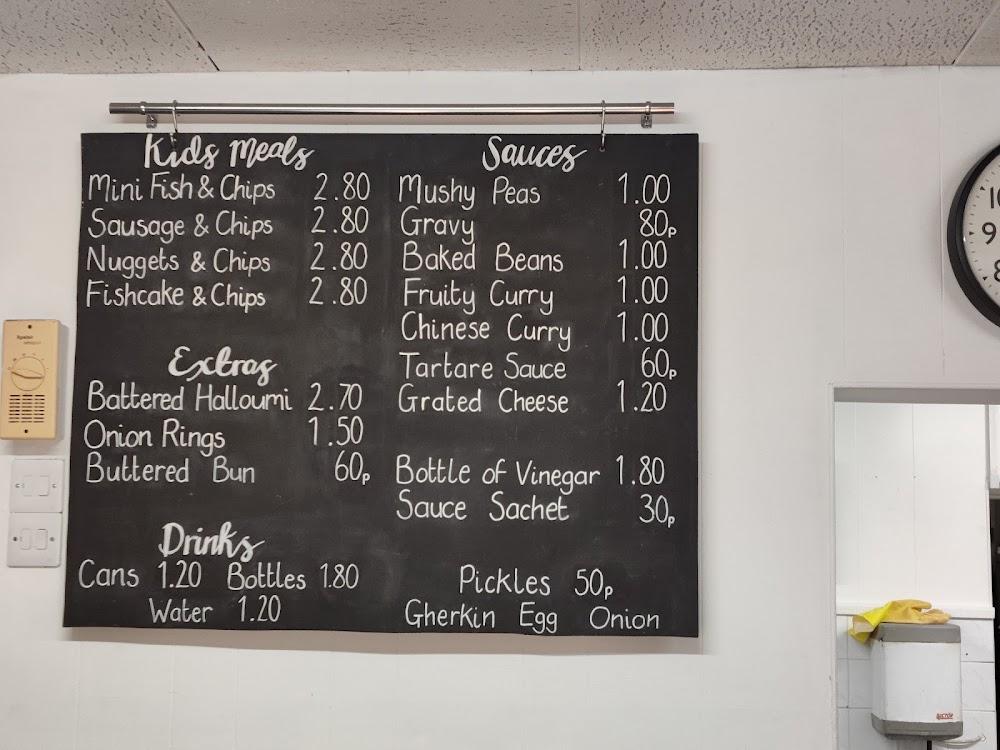 Kids Meals
Mini Fish & Chips 2.80
Sausage & Chips 2.80
Nuggets & Chips 2.80
Fishcake & Chips 2.80
Extras
Battered Halloumi 2.70
Onion Rings 1.50
Buttered Bun 60p
Drinks
Cans 1.20 Bottles 1.80
Water 1.20
Sauces
Mushy Peas 1.00
Gravy 80p
Baked Beans 1.00
Fruity Curry 1.00
Chinese Curry 1.00
Tartare Sauce 60p
Grated Cheese 1.20
Bottle of Vinegar 1.80
Sauce Sachet 30p
Pickles 50p
Gherkin Egg Onion
10
9
8